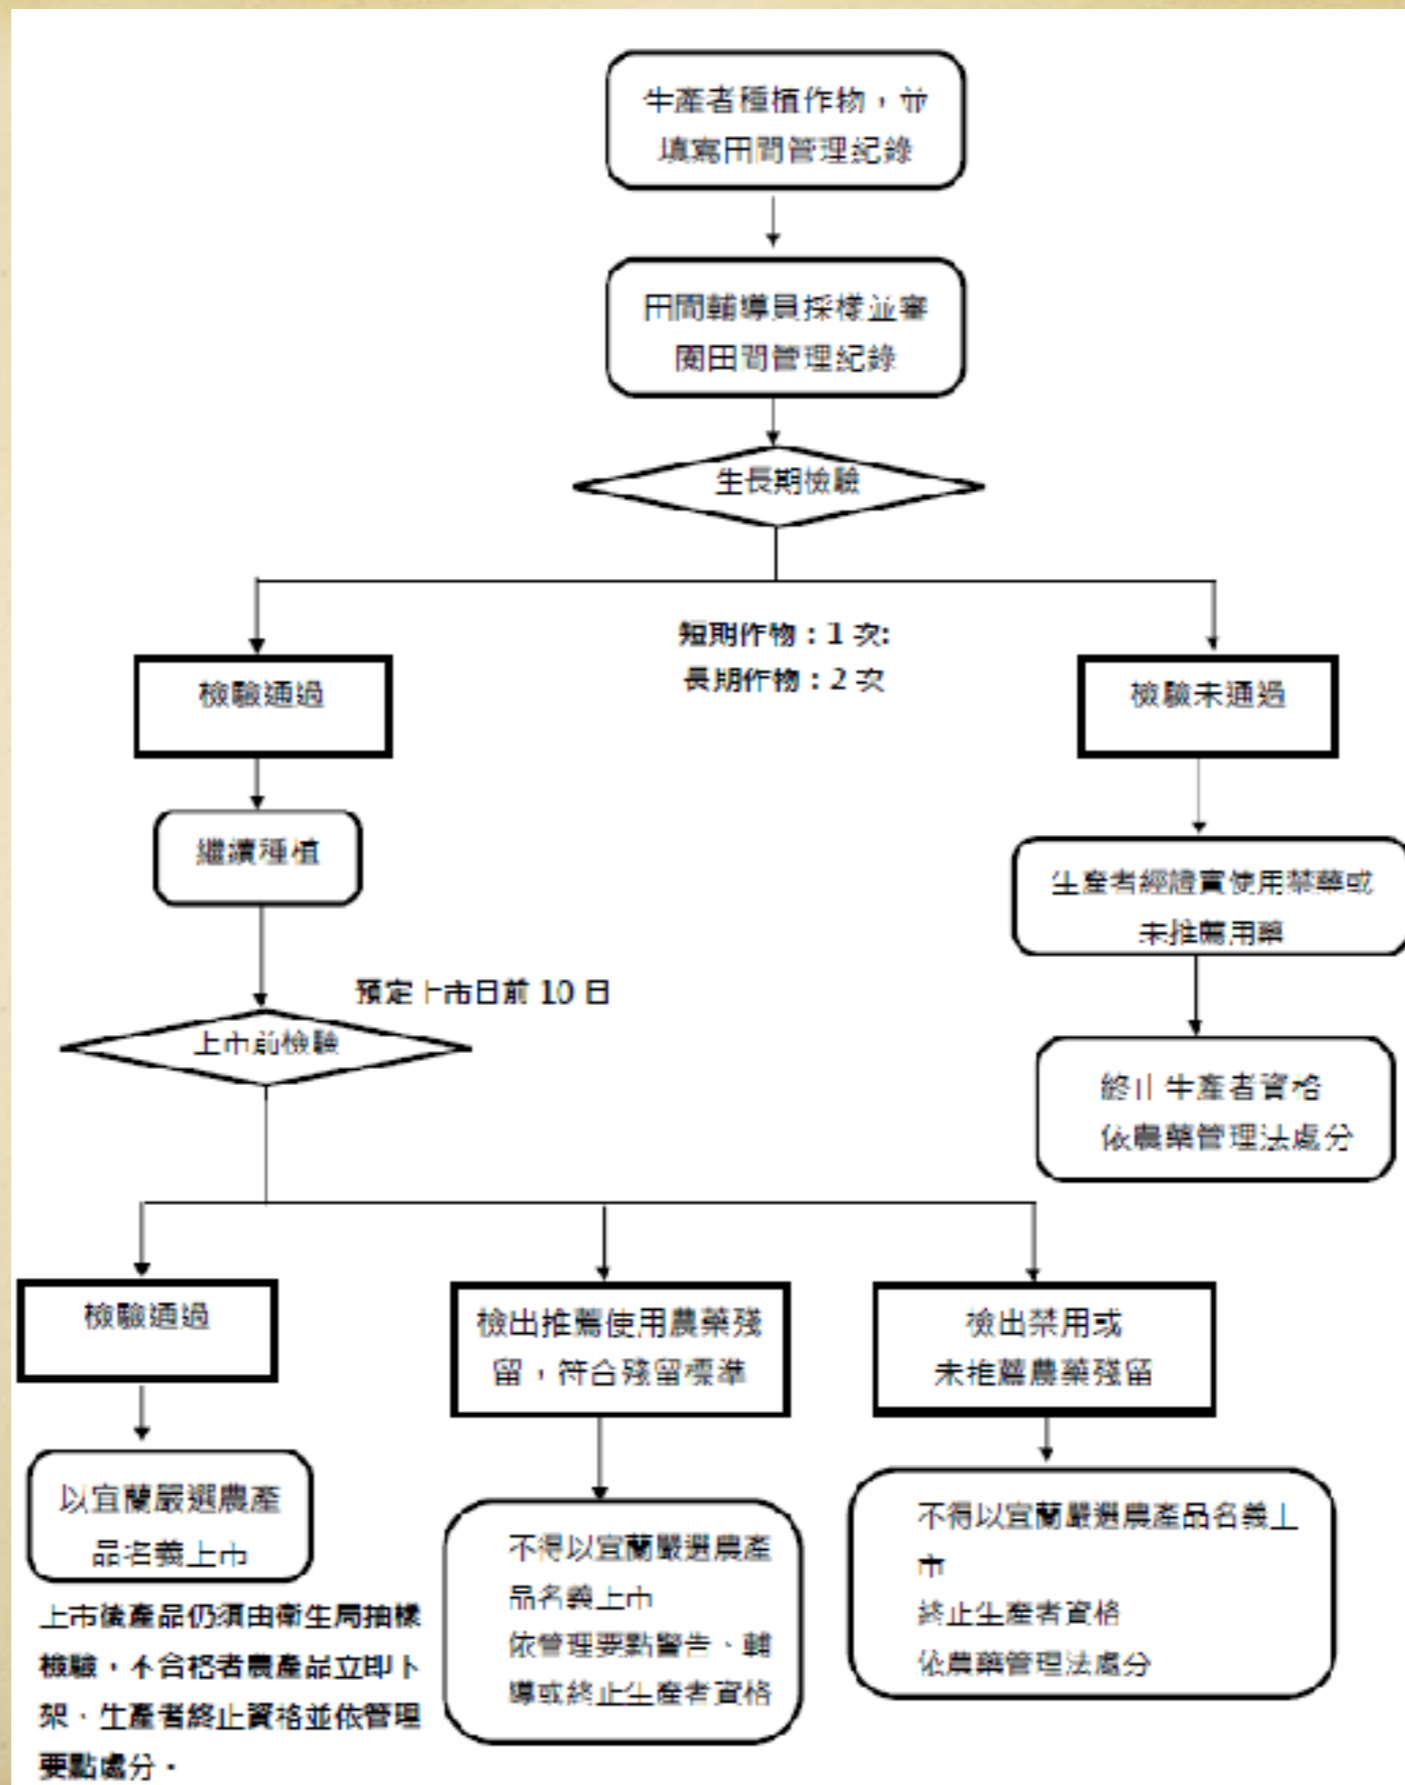 生產者種植作物，並
填寫田間管理紀錄
田間輔導員採樣並審
閱田間管理紀錄
生長期檢驗
短期作物：1 次:
長期作物：2 次
檢驗通過
檢驗未通過
繼續種植
生產者經證實使用禁藥或
未推薦用藥
預定上市日前 10 日
上市前檢驗
終止生產者資格
依農藥管理法處分
檢驗通過
檢出推薦使用農藥殘
留，符合殘留標準
檢出禁用或
未推薦農藥殘留
以宜蘭嚴選農產
品名義上市
不得以宜蘭嚴選農產
品名義上市
依管理要點警告、輔
導或終止生產者資格
不得以宜蘭嚴選農產品名義上
市
終止生產者資格
依農藥管理法處分
上市後產品仍須由衛生局抽樣
檢驗，不合格者農產品立即下
架、生產者終止資格並依管理
要點處分。